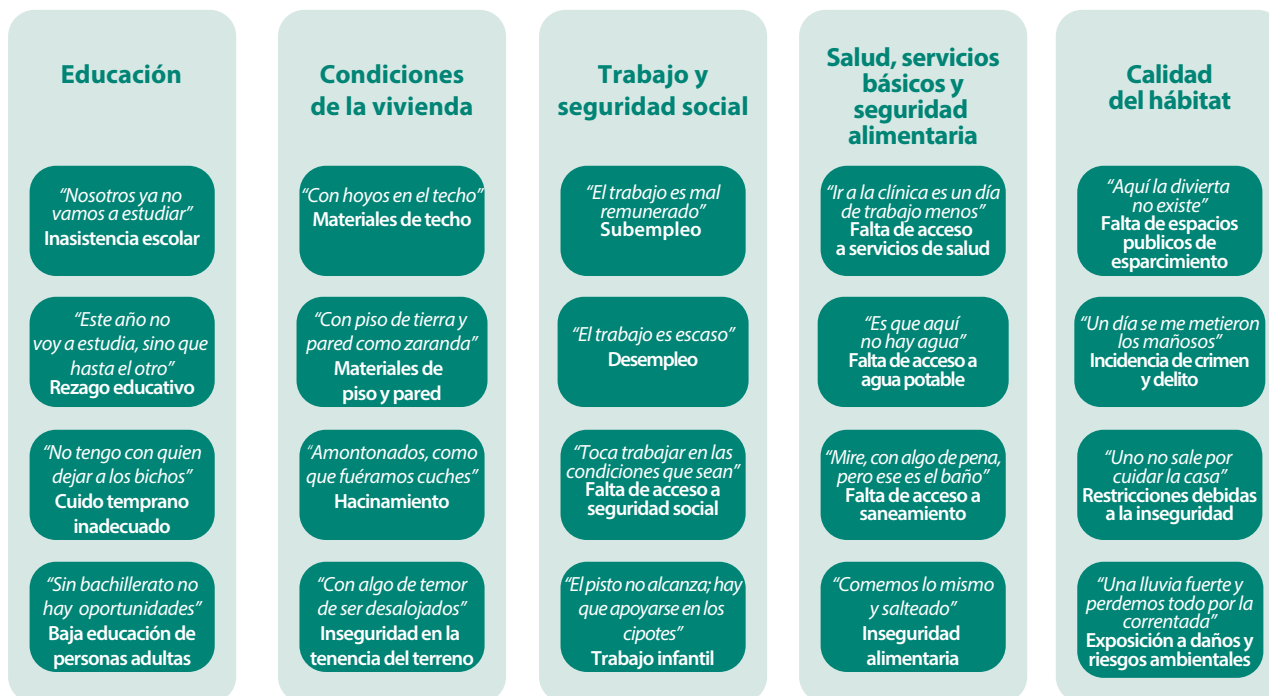 Educación
“Nosotros ya no
vamos a estudiar”
Inasistencia escolar
“Este año no
voy a estudia, sino que
hasta el otro”
Rezago educativo
“No tengo con quien
dejar a los bichos”
Cuido temprano
inadecuado
“Sin bachillerato no
hay oportunidades”
Baja educación de
personas adultas
Condiciones
de la vivienda
“Con hoyos en el techo”
Materiales de techo
“Con piso de tierra y
pared como zaranda”
Materiales de
piso y pared
“Amontonados, como
que fuéramos cuches”
Hacinamiento
“Con algo de temor
de ser desalojados”
Inseguridad en la
tenencia del terreno
Trabajo y
seguridad social
“El trabajo es mal
remunerado”
Subempleo
“El trabajo es escaso”
Desempleo
“Toca trabajar en las
condiciones que sean”
Falta de acceso a
seguridad social
“El pisto no alcanza; hay
que apoyarse en los
cipotes”
Trabajo infantil
Salud, servicios
básicos y
seguridad
alimentaria
“Ir a la clínica es un día
de trabajo menos”
Falta de acceso
a servicios de salud
“Es que aquí
no hay agua”
Falta de acceso a
agua potable
“Mire, con algo de pena,
pero ese es el baño”
Falta de acceso a
saneamiento
“Comemos lo mismo
y salteado”
Inseguridad
alimentaria
Calidad
del hábitat
“Aquí la divierta
no existe”
Falta de espacios
publicos de
esparcimiento
“Un día se me metieron
los mañosos”
Incidencia de crimen
y delito
“Uno no sale por
cuidar la casa”
Restricciones debidas
a la inseguridad
“Una lluvia fuerte y
perdemos todo por la
correntada”
Exposición a daños y
riesgos ambientales